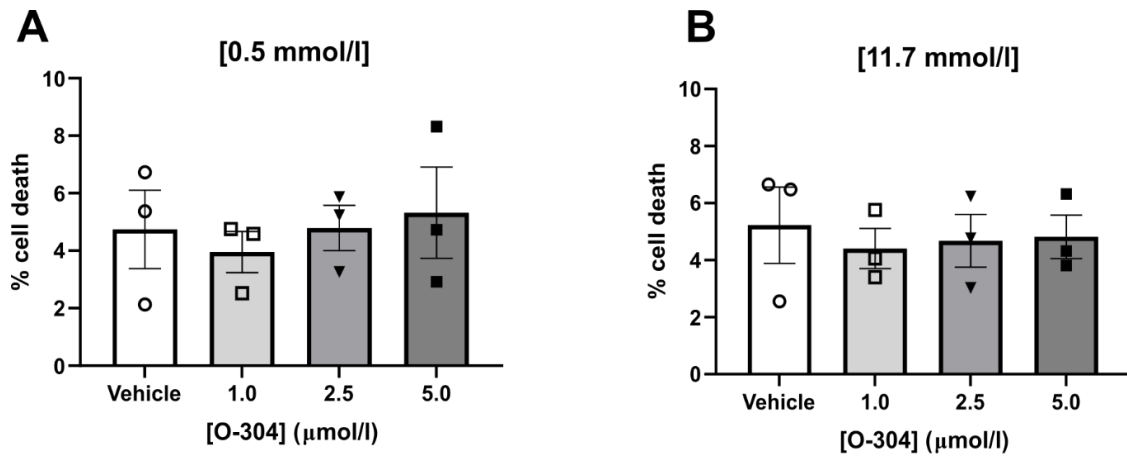 A
[0.5 mmol/l]
10
8
6
4
2
0
% cell death
Vehicle 1.0 2.5 5.0
[O-304] (μmol/l)
B
[11.7 mmol/l]
10
8
6
4
2
0
% cell death
Vehicle 1.0 2.5 5.0
[O-304] (μmol/l)